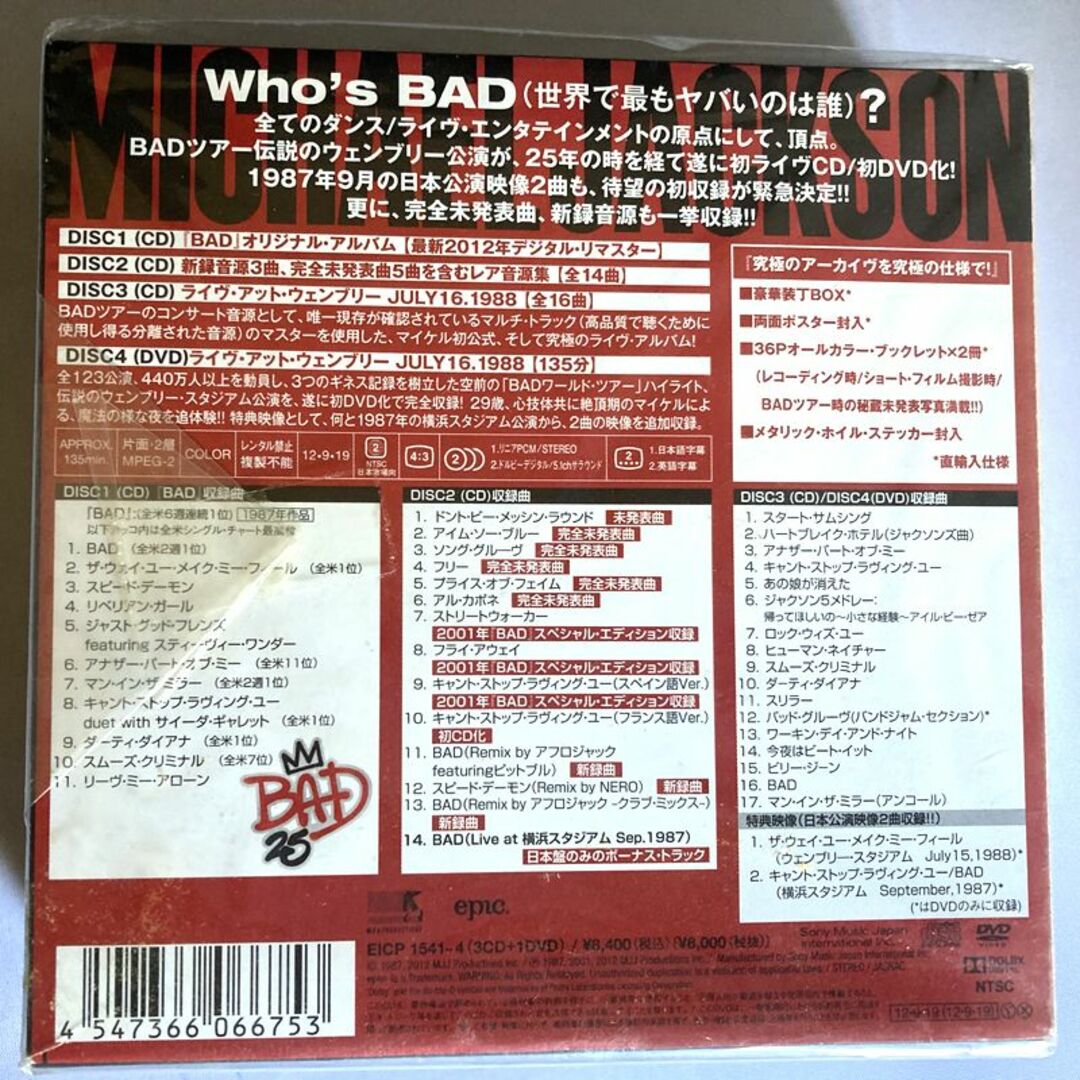 MICHAEL JACKSON
Who's BAD(世界で最もヤバいのは誰)?
全てのダンス/ライヴ・エンタテインメントの原点にして、頂点。
BADツアー伝説のウェンブリー公演が、25年の時を経て遂に初ライヴCD/初DVD化!
1987年9月の日本公演映像2曲も、待望の初収録が緊急決定!!
更に、完全未発表曲、新録音源も一挙収録!!
DISC1 (CD) 『BAD』オリジナル・アルバム【最新2012年デジタル・リマスター】
DISC2 (CD) 新録音源3曲、完全未発表曲5曲を含むレア音源集【全14曲】
DISC3 (CD) ライヴ・アット・ウェンブリー JULY16.1988【全16曲】
BADツアーのコンサート音源として、唯一現存が確認されているマルチ・トラック(高品質で聴くために
使用し得る分離された音源)のマスターを使用した、マイケル初公式、そして究極のライヴ・アルバム!
DISC4 (DVD)ライヴ・アット・ウェンブリー JULY16.1988【135分】
全123公演、440万人以上を動員し、3つのギネス記録を樹立した空前の「BADワールド・ツアー」ハイライト、
伝説のウェンブリー・スタジアム公演を、遂に初DVD化で完全収録! 29歳、心技体共に絶頂期のマイケルによ
る、魔法の様な夜を追体験!! 特典映像として、何と1987年の横浜スタジアム公演から、2曲の映像を追加収録。
『究極のアーカイヴを究極の仕様で!』
■豪華装丁BOX*
■両面ポスター封入*
■36Pオールカラー・ブックレット×2冊*
(レコーディング時/ショート・フィルム撮影時/
BADツアー時の秘蔵未発表写真満載!!)
■メタリック・ホイル・ステッカー封入
*直輸入仕様
APPROX.
135min.
片面・2層
MPEG-2
COLOR
レンタル禁止
複製不能
12・9・19
2
NTSC
日本市場向
4:3
2
1.リニアPCM/STEREO
2.ドルビーデジタル/5.1chサラウンド
2
1.日本語字幕
2.英語字幕
DISC1 (CD) 『BAD』収録曲
『BAD』:(全米6週連続1位) 1987年作品
1. BAD (全米2週1位)
2. ザ・ウェイ・ユー・メイク・ミー・フィール (全米1位)
3. スピード・デーモン
4. リベリアン・ガール
5. ジャスト・グッド・フレンズ
featuring スティーヴィー・ワンダー
6. アナザー・パート・オブ・ミー (全米11位)
7. マン・イン・ザ・ミラー (全米2週1位)
8. キャント・ストップ・ラヴィング・ユー
duet with サイーダ・ギャレット (全米1位)
9. ダーティ・ダイアナ (全米1位)
10. スムーズ・クリミナル (全米7位)
11. リーヴ・ミー・アローン
BAD
25
DISC2 (CD)収録曲
1. ドント・ビー・メッシン・ラウンド 未発表曲
2. アイム・ソー・ブルー 完全未発表曲
3. ソング・グルーヴ 完全未発表曲
4. フリー 完全未発表曲
5. プライス・オブ・フェイム 完全未発表曲
6. アル・カポネ 完全未発表曲
7. ストリートウォーカー
2001年『BAD』スペシャル・エディション収録
8. フライ・アウェイ
2001年『BAD』スペシャル・エディション収録
9. キャント・ストップ・ラヴィング・ユー(スペイン語Ver.)
2001年『BAD』スペシャル・エディション収録
10. キャント・ストップ・ラヴィング・ユー(フランス語Ver.)
初CD化
11. BAD(Remix by アフロジャック
featuringピットブル) 新録曲
12. スピード・デーモン(Remix by NERO) 新録曲
13. BAD(Remix by アフロジャック -クラブ・ミックス-)
新録曲
14. BAD(Live at 横浜スタジアム Sep.1987)
日本盤のみのボーナス・トラック
DISC3 (CD)/DISC4(DVD)収録曲
1. スタート・サムシング
2. ハートブレイク・ホテル(ジャクソンズ曲)
3. アナザー・パート・オブ・ミー
4. キャント・ストップ・ラヴィング・ユー
5. あの娘が消えた
6. ジャクソン5メドレー:
帰ってほしいの〜小さな経験〜アイル・ビー・ゼア
7. ロック・ウィズ・ユー
8. ヒューマン・ネイチャー
9. スムーズ・クリミナル
10. ダーティ・ダイアナ
11. スリラー
12. バッド・グルーヴ(バンドジャム・セクション)*
13. ワーキン・デイ・アンド・ナイト
14. 今夜はビート・イット
15. ビリー・ジーン
16. BAD
17. マン・イン・ザ・ミラー(アンコール)
特典映像(日本公演映像2曲収録!!)
1. ザ・ウェイ・ユー・メイク・ミー・フィール
(ウェンブリー・スタジアム July15,1988)*
2. キャント・ストップ・ラヴィング・ユー/BAD
(横浜スタジアム September,1987)*
(*はDVDのみに収録)
epic.
Sony Music Japan
International Inc.
DVD
EICP 1541~4 (3CD+1DVD) / ¥8,400(税込)【¥8,000(税抜)】
DOLBY
DIGITAL
NTSC
4 547366 066753
12-9-19 (12-9-19) Y X